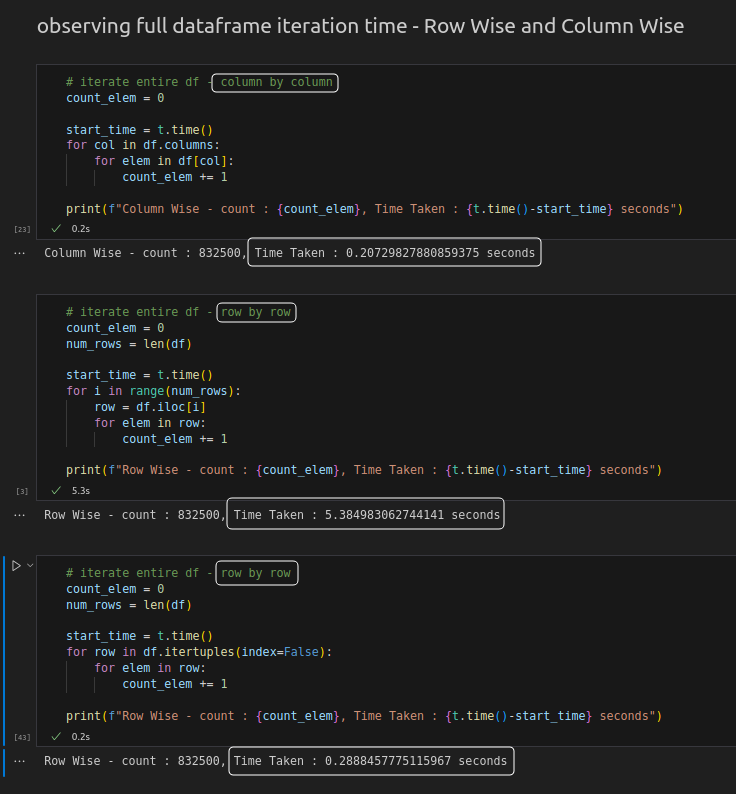 observing full dataframe iteration time - Row Wise and Column Wise
# iterate entire df - column by column
count_elem = 0
start_time = t.time()
for col in df.columns:
    for elem in df[col]:
        count_elem += 1
print(f"Column Wise - count : {count_elem}, Time Taken : {t.time()-start_time} seconds")
[23] ✓ 0.2s
... Column Wise - count : 832500, Time Taken : 0.20729827880859375 seconds
# iterate entire df - row by row
count_elem = 0
num_rows = len(df)
start_time = t.time()
for i in range(num_rows):
    row = df.iloc[i]
    for elem in row:
        count_elem += 1
print(f"Row Wise - count : {count_elem}, Time Taken : {t.time()-start_time} seconds")
[3] ✓ 5.3s
... Row Wise - count : 832500, Time Taken : 5.384983062744141 seconds
# iterate entire df - row by row
count_elem = 0
num_rows = len(df)
start_time = t.time()
for row in df.itertuples(index=False):
    for elem in row:
        count_elem += 1
print(f"Row Wise - count : {count_elem}, Time Taken : {t.time()-start_time} seconds")
[43] ✓ 0.2s
... Row Wise - count : 832500, Time Taken : 0.2888457775115967 seconds